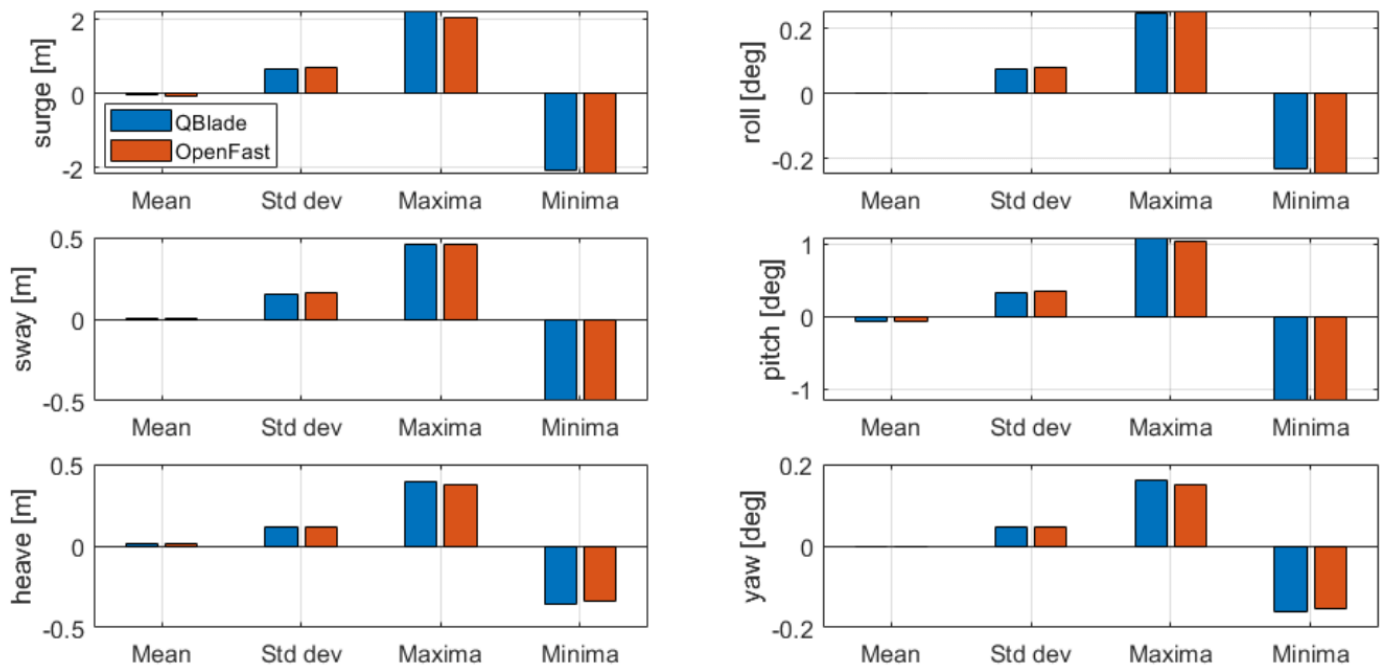 surge [m]
2
0
-2
QBlade
OpenFast
Mean Std dev Maxima Minima
roll [deg]
0.2
0
-0.2
Mean Std dev Maxima Minima
sway [m]
0.5
0
-0.5
Mean Std dev Maxima Minima
pitch [deg]
1
0
-1
Mean Std dev Maxima Minima
heave [m]
0.5
0
-0.5
Mean Std dev Maxima Minima
yaw [deg]
0.2
0
-0.2
Mean Std dev Maxima Minima